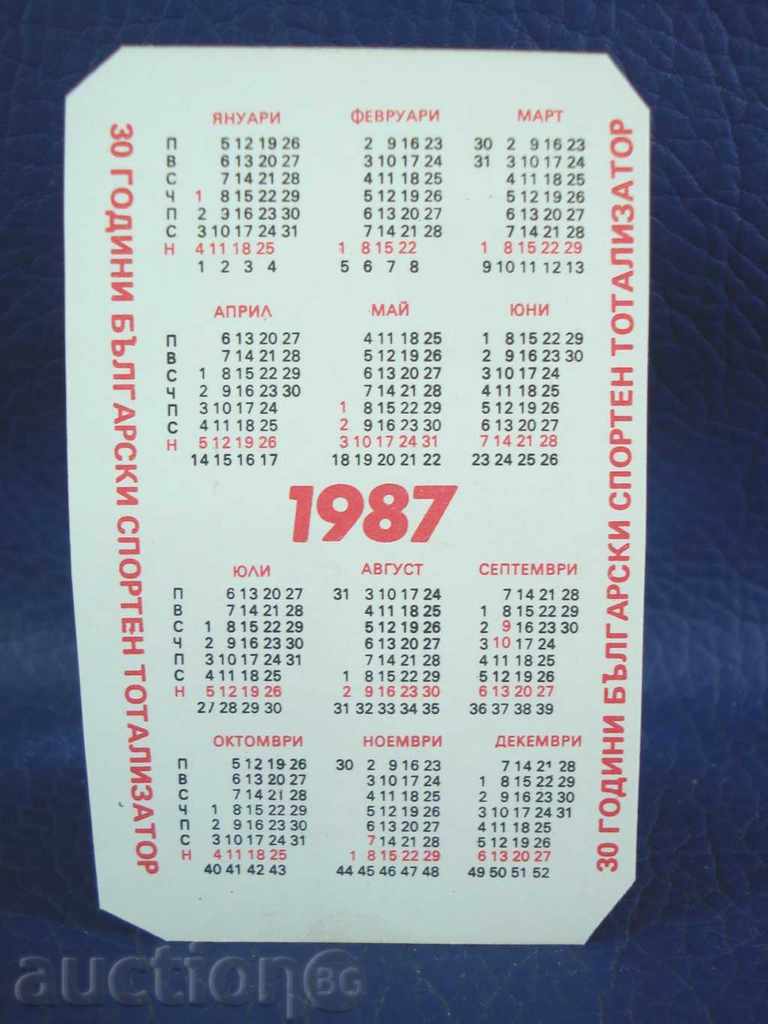 30 ГОДИНИ БЪЛГАРСКИ СПОРТЕН ТОТАЛИЗАТОР
ЯНУАРИ ФЕВРУАРИ МАРТ
П 5 12 19 26 2 9 16 23 30 2 9 16 23
В 6 13 20 27 3 10 17 24 31 3 10 17 24
С 7 14 21 28 4 11 18 25 4 11 18 25
Ч 1 8 15 22 29 5 12 19 26 5 12 19 26
П 2 9 16 23 30 6 13 20 27 6 13 20 27
С 3 10 17 24 31 7 14 21 28 7 14 21 28
Н 4 11 18 25 1 8 15 22 1 8 15 22 29
1 2 3 4 5 6 7 8 9 10 11 12 13
АПРИЛ МАЙ ЮНИ
П 6 13 20 27 4 11 18 25 1 8 15 22 29
В 7 14 21 28 5 12 19 26 2 9 16 23 30
С 1 8 15 22 29 6 13 20 27 3 10 17 24
Ч 2 9 16 23 30 7 14 21 28 4 11 18 25
П 3 10 17 24 1 8 15 22 29 5 12 19 26
С 4 11 18 25 2 9 16 23 30 6 13 20 27
Н 5 12 19 26 3 10 17 24 31 7 14 21 28
14 15 16 17 18 19 20 21 22 23 24 25 26
1987
ЮЛИ АВГУСТ СЕПТЕМВРИ
П 6 13 20 27 31 3 10 17 24 7 14 21 28
В 7 14 21 28 4 11 18 25 1 8 15 22 29
С 1 8 15 22 29 5 12 19 26 2 9 16 23 30
Ч 2 9 16 23 30 6 13 20 27 3 10 17 24
П 3 10 17 24 31 7 14 21 28 4 11 18 25
С 4 11 18 25 1 8 15 22 29 5 12 19 26
Н 5 12 19 26 2 9 16 23 30 6 13 20 27
27 28 29 30 31 32 33 34 35 36 37 38 39
ОКТОМВРИ НОЕМВРИ ДЕКЕМВРИ
П 5 12 19 26 30 2 9 16 23 7 14 21 28
В 6 13 20 27 3 10 17 24 1 8 15 22 29
С 7 14 21 28 4 11 18 25 2 9 16 23 30
Ч 1 8 15 22 29 5 12 19 26 3 10 17 24 31
П 2 9 16 23 30 6 13 20 27 4 11 18 25
С 3 10 17 24 31 7 14 21 28 5 12 19 26
Н 4 11 18 25 1 8 15 22 29 6 13 20 27
40 41 42 43 44 45 46 47 48 49 50 51 52
30 ГОДИНИ БЪЛГАРСКИ СПОРТЕН ТОТАЛИЗАТОР
auctionBG